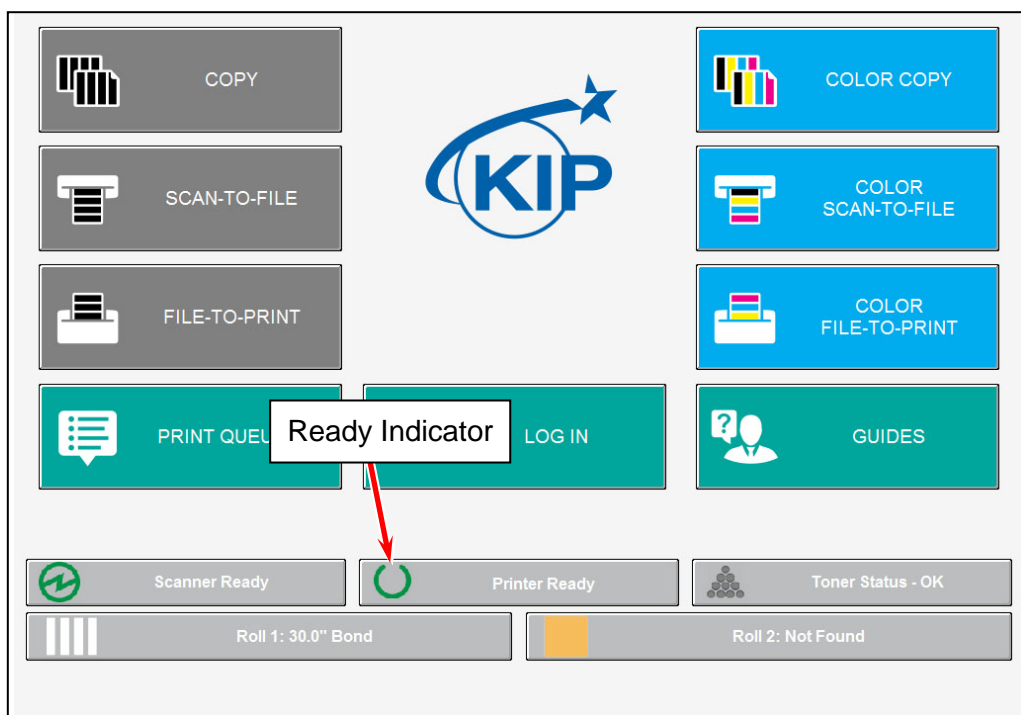 COPY
KIP
COLOR COPY
SCAN-TO-FILE
COLOR
SCAN-TO-FILE
FILE-TO-PRINT
COLOR
FILE-TO-PRINT
PRINT QUEU
Ready Indicator
LOG IN
?
GUIDES
Scanner Ready
Printer Ready
Toner Status - OK
Roll 1: 30.0" Bond
Roll 2: Not Found